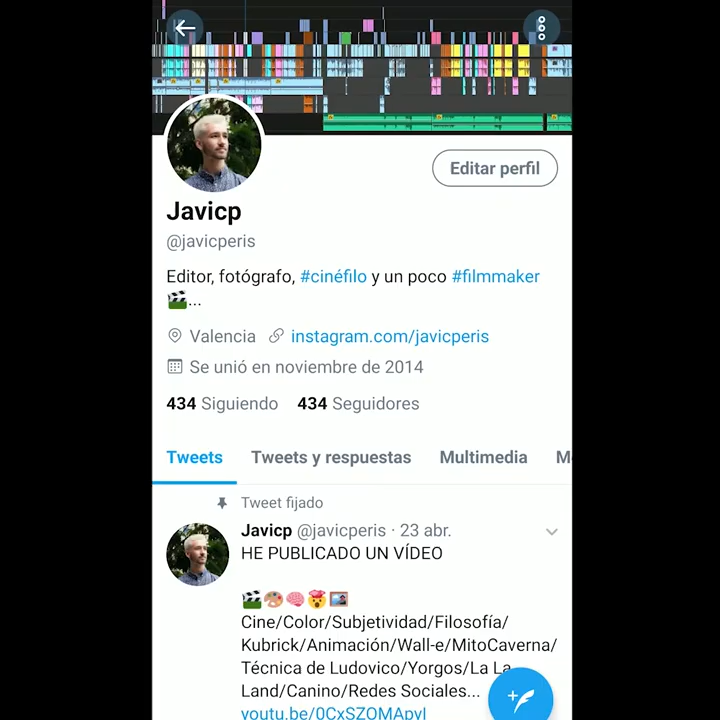 Editar perfil
Javicp
@javicperis
Editor, fotógrafo, #cinéfilo y un poco #filmmaker
🎬...
Valencia instagram.com/javicperis
Se unió en noviembre de 2014
434 Siguiendo 434 Seguidores
Tweets Tweets y respuestas Multimedia
Tweet fijado
Javicp @javicperis · 23 abr.
HE PUBLICADO UN VÍDEO
🎬🎨🧠🤯🖼
Cine/Color/Subjetividad/Filosofía/
Kubrick/Animación/Wall-e/MitoCaverna/
Técnica de Ludovico/Yorgos/La La
Land/Canino/Redes Sociales...